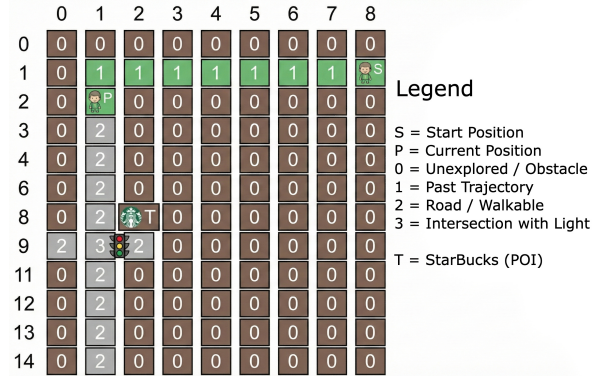 0 1 2 3 4 5 6 7 8
0 0 0 0 0 0 0 0 0 0
1 0 1 1 1 1 1 1 1 S
2 0 P 0 0 0 0 0 0 0
3 0 2 0 0 0 0 0 0 0
4 0 2 0 0 0 0 0 0 0
6 0 2 0 0 0 0 0 0 0
8 0 2 T 0 0 0 0 0 0
9 2 3 2 0 0 0 0 0 0
11 0 2 0 0 0 0 0 0 0
12 0 2 0 0 0 0 0 0 0
13 0 2 0 0 0 0 0 0 0
14 0 2 0 0 0 0 0 0 0
Legend
S = Start Position
P = Current Position
0 = Unexplored / Obstacle
1 = Past Trajectory
2 = Road / Walkable
3 = Intersection with Light
T = StarBucks (POI)